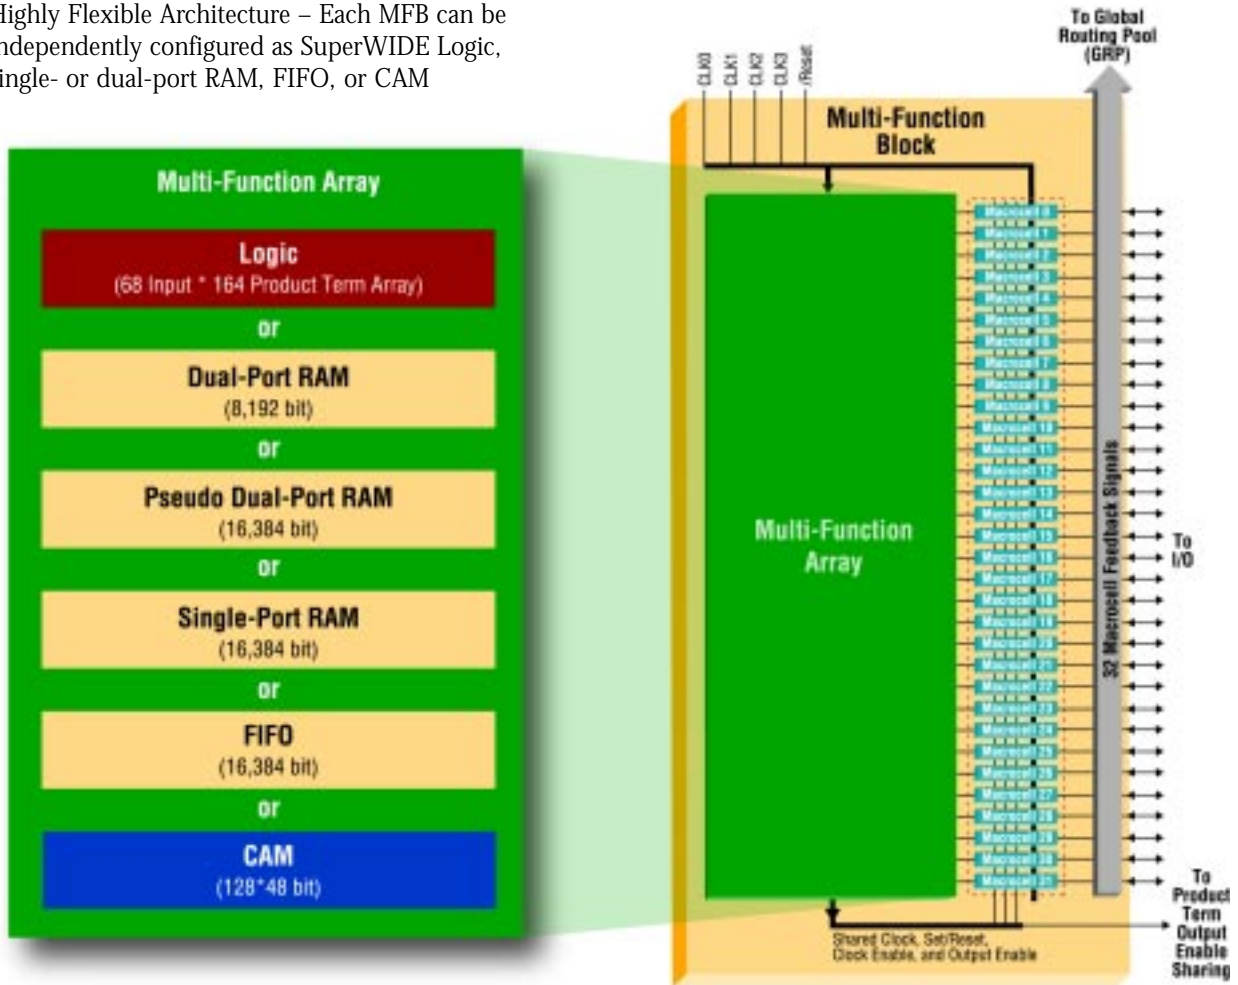 Highly Flexible Architecture – Each MFB can be
independently configured as SuperWIDE Logic,
single- or dual-port RAM, FIFO, or CAM
Multi-Function Array
Logic
(68 Input * 164 Product Term Array)
or
Dual-Port RAM
(8,192 bit)
or
Pseudo Dual-Port RAM
(16,384 bit)
or
Single-Port RAM
(16,384 bit)
or
FIFO
(16,384 bit)
or
CAM
(128*48 bit)
CLK0
CLK1
CLK2
CLK3
/Reset
To Global
Routing Pool
(GRP)
Multi-Function
Block
Multi-Function
Array
Macrocell 0
Macrocell 1
Macrocell 2
Macrocell 3
Macrocell 4
Macrocell 5
Macrocell 6
Macrocell 7
Macrocell 8
Macrocell 9
Macrocell 10
Macrocell 11
Macrocell 12
Macrocell 13
Macrocell 14
Macrocell 15
Macrocell 16
Macrocell 17
Macrocell 18
Macrocell 19
Macrocell 20
Macrocell 21
Macrocell 22
Macrocell 23
Macrocell 24
Macrocell 25
Macrocell 26
Macrocell 27
Macrocell 28
Macrocell 29
Macrocell 30
Macrocell 31
32 Macrocell Feedback Signals
To
I/O
Shared Clock, Set/Reset,
Clock Enable, and Output Enable
To
Product
Term
Output
Enable
Sharing